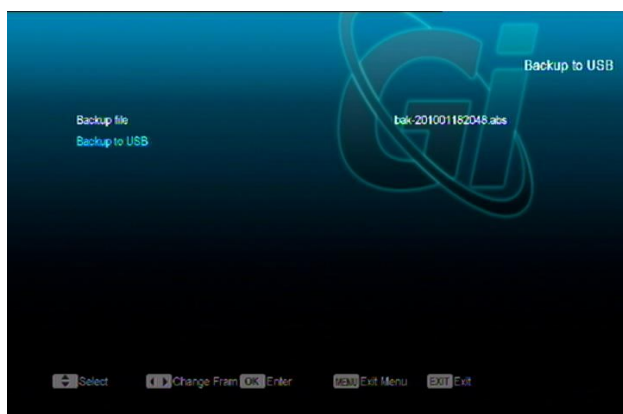 Gi
Backup to USB
Backup file bak-201001182048.abs
Backup to USB
Select Change Fram OK Enter MENU Exit Menu EXIT Exit